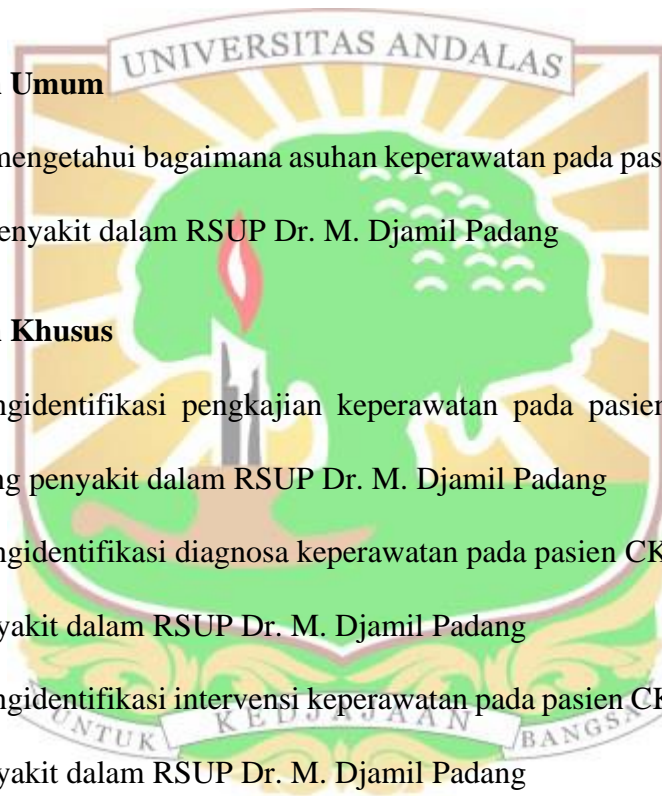 UNIVERSITAS ANDALAS
Umum
mengetahui bagaimana asuhan keperawatan pada pas
enyakit dalam RSUP Dr. M. Djamil Padang
Khusus
ngidentifikasi pengkajian keperawatan pada pasien
ng penyakit dalam RSUP Dr. M. Djamil Padang
ngidentifikasi diagnosa keperawatan pada pasien CK
yakit dalam RSUP Dr. M. Djamil Padang
ngidentifikasi intervensi keperawatan pada pasien CK
UNTUK KEDJAJAAN BANGSA
yakit dalam RSUP Dr. M. Djamil Padang